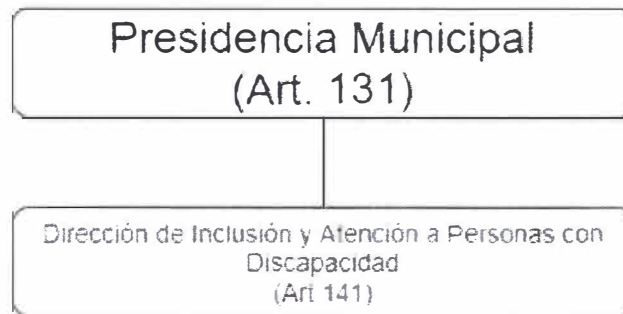 Presidencia Municipal
(Art. 131)
Dirección de Inclusión y Atención a Personas con
Discapacidad
(Art 141)